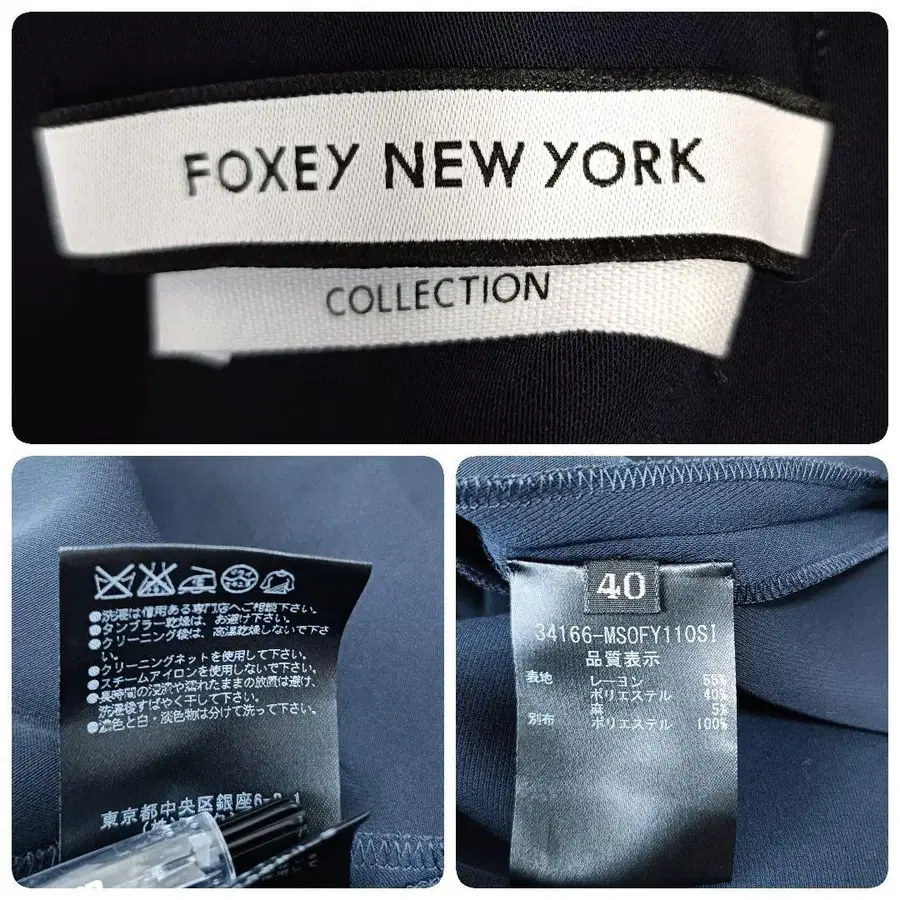 FOXEY NEW YORK
COLLECTION
●洗濯は信用ある専門店へご相談下さい。
●タンブラー乾燥は、お避け下さい。
●クリーニング後は、高温乾燥しないで下さ
い。
●クリーニングネットを使用して下さい。
●スチームアイロンを使用しないで下さい。
●長時間の浸漬や濡れたままの放置は避け、
洗濯後すばやく干して下さい。
●濃色と白・淡色物は分けて洗って下さい。
東京都中央区銀座6-
40
34166-MSOFY110SI
品質表示
表地 レーヨン 55%
ポリエステル 40%
麻 5%
別布 ポリエステル 100%